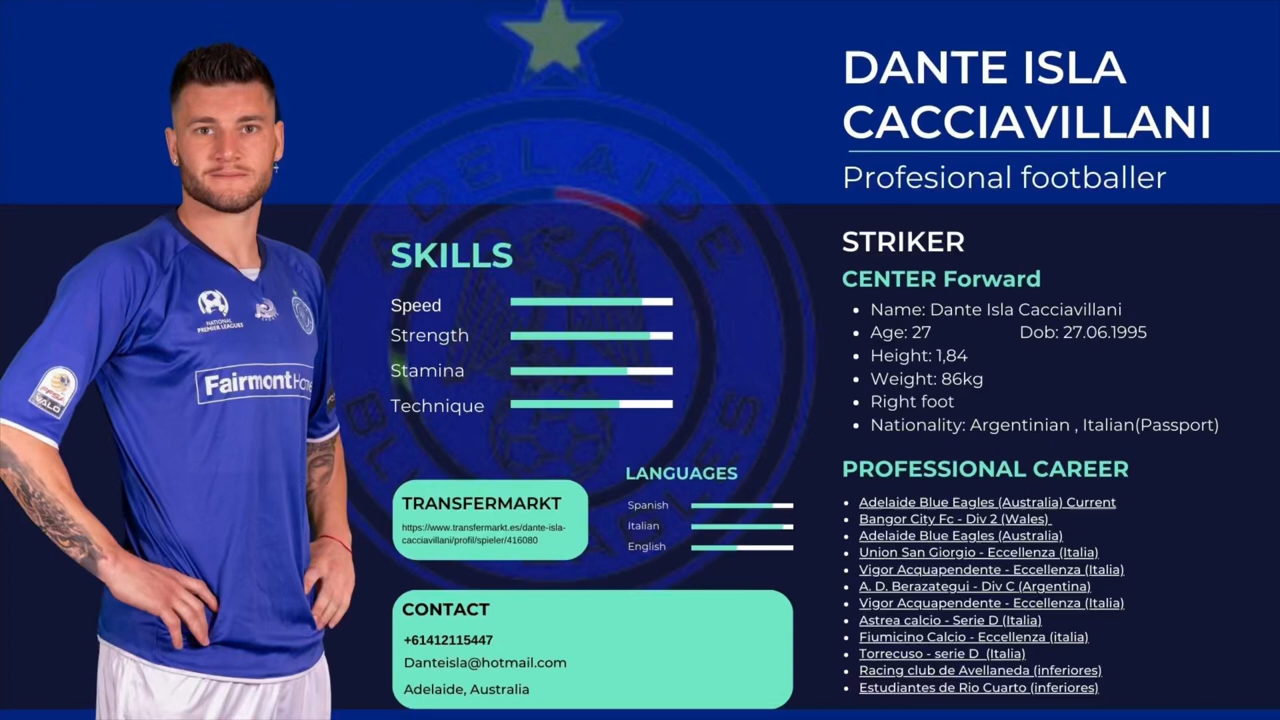 DANTE ISLA
CACCIAVILLANI
Profesional footballer
STRIKER
CENTER Forward
Name: Dante Isla Cacciavillani
Age: 27 Dob: 27.06.1995
Height: 1,84
Weight: 86kg
Right foot
Nationality: Argentinian , Italian(Passport)
PROFESSIONAL CAREER
Adelaide Blue Eagles (Australia) Current
Bangor City Fc - Div 2 (Wales)
Adelaide Blue Eagles (Australia)
Union San Giorgio - Eccellenza (Italia)
Vigor Acquapendente - Eccellenza (Italia)
A. D. Berazategui - Div C (Argentina)
Vigor Acquapendente - Eccellenza (Italia)
Astrea calcio - Serie D (Italia)
Fiumicino Calcio - Eccellenza (italia)
Torrecuso - serie D (Italia)
Racing club de Avellaneda (inferiores)
Estudiantes de Rio Cuarto (inferiores)
SKILLS
Speed
Strength
Stamina
Technique
LANGUAGES
Spanish
Italian
English
TRANSFERMARKT
https://www.transfermarkt.es/dante-isla-
cacciavillani/profil/spieler/416080
CONTACT
+61412115447
Danteisla@hotmail.com
Adelaide, Australia
ADELAIDE
NATIONAL
PREMIER LEAGUES
Fairmont